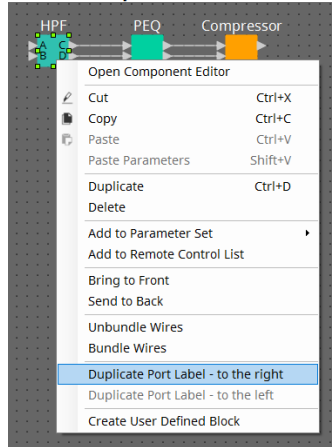 HPF PEQ Compressor
A C
B D
Open Component Editor
Cut Ctrl+X
Copy Ctrl+C
Paste Ctrl+V
Paste Parameters Shift+V
Duplicate Ctrl+D
Delete
Add to Parameter Set
Add to Remote Control List
Bring to Front
Send to Back
Unbundle Wires
Bundle Wires
Duplicate Port Label - to the right
Duplicate Port Label - to the left
Create User Defined Block